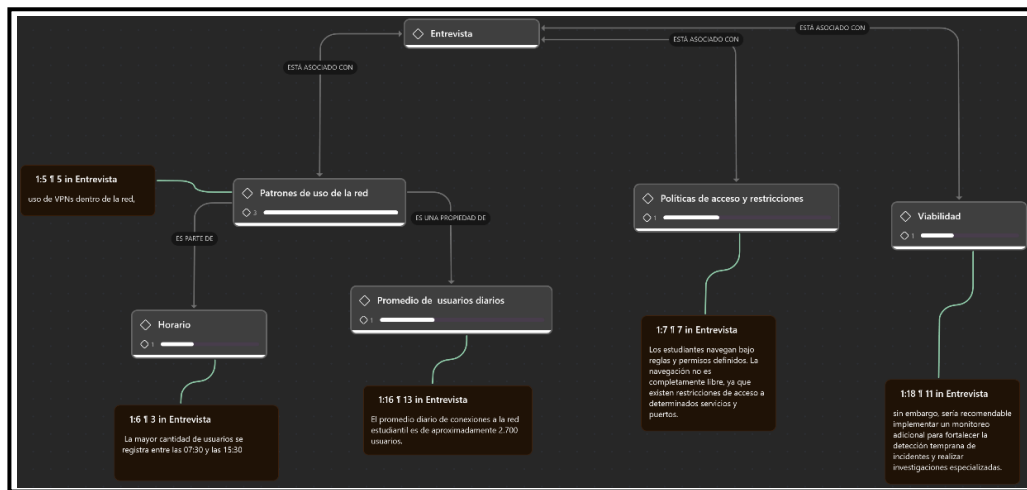 Entrevista
ESTÁ ASOCIADO CON
ESTÁ ASOCIADO CON
ESTÁ ASOCIADO CON
1:5 ¶ 5 in Entrevista
uso de VPNs dentro de la red,
Patrones de uso de la red
3
Políticas de acceso y restricciones
1
Viabilidad
1
ES PARTE DE
ES UNA PROPIEDAD DE
Horario
1
Promedio de usuarios diarios
1
1:6 ¶ 3 in Entrevista
La mayor cantidad de usuarios se
registra entre las 07:30 y las 15:30
1:16 ¶ 13 in Entrevista
El promedio diario de conexiones a la red
estudiantil es de aproximadamente 2.700
usuarios.
1:7 ¶ 7 in Entrevista
Los estudiantes navegan bajo
reglas y permisos definidos. La
navegación no es
completamente libre, ya que
existen restricciones de acceso a
determinados servicios y
puertos.
1:18 ¶ 11 in Entrevista
sin embargo, sería recomendable
implementar un monitoreo
adicional para fortalecer la
detección temprana de
incidentes y realizar
investigaciones especializadas.